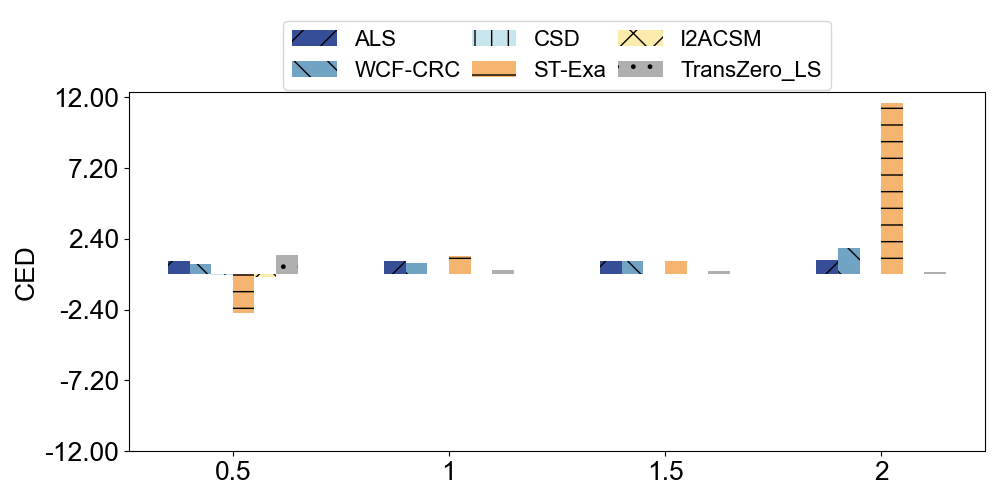 ALS CSD I2ACSM
WCF-CRC ST-Exa TransZero_LS
12.00
7.20
2.40
-2.40
-7.20
-12.00
CED
0.5 1 1.5 2